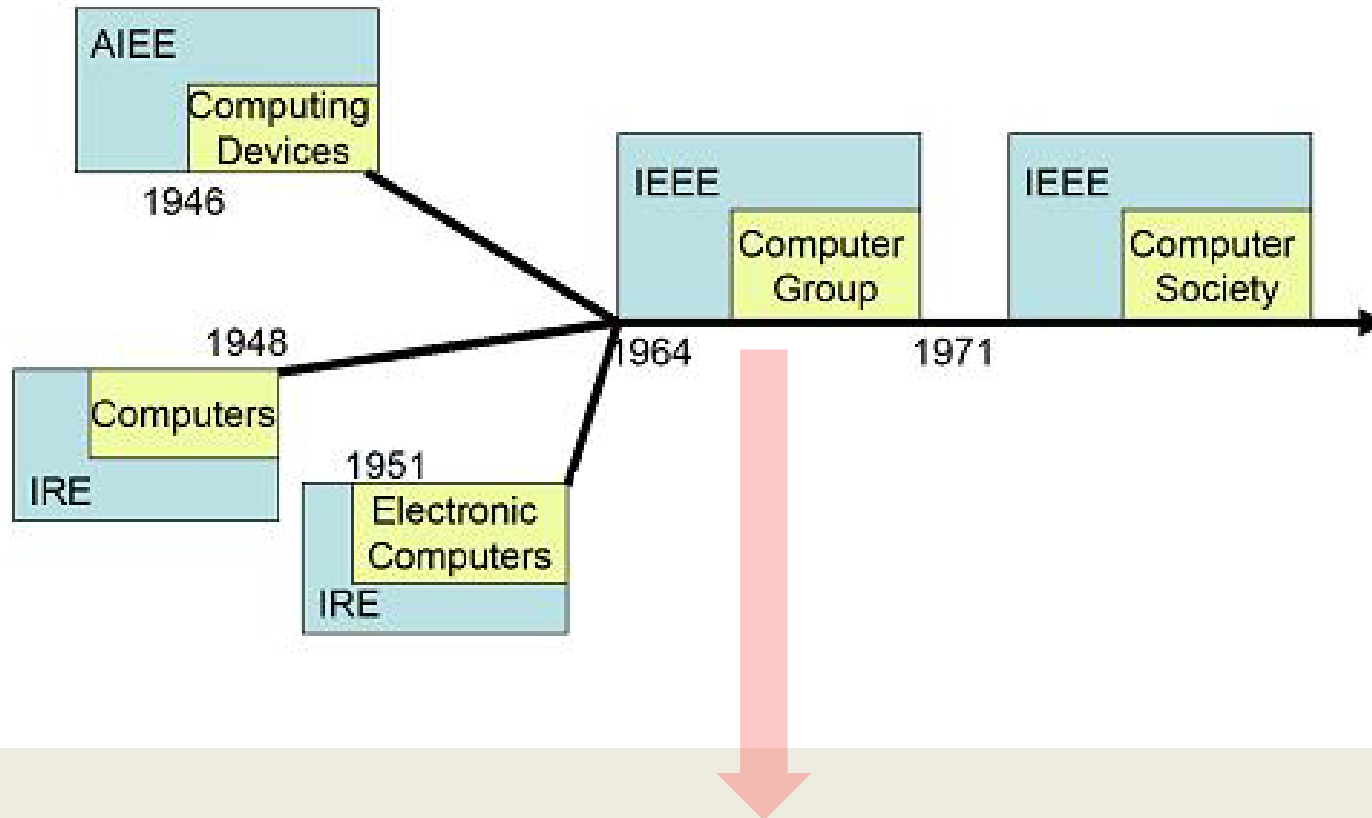 AIEE
Computing
Devices
1946
IEEE
Computer
Group
IEEE
Computer
Society
1948
1964
1971
Computers
IRE
1951
Electronic
Computers
IRE